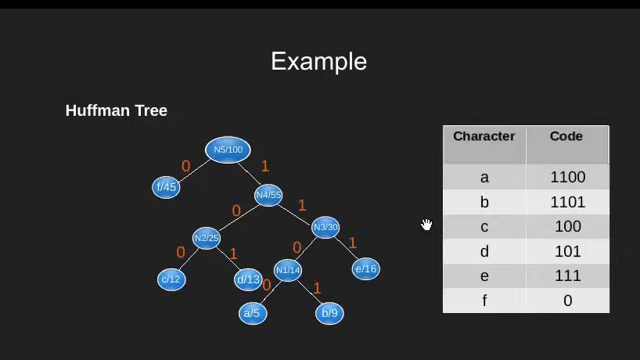 Example
Huffman Tree
Character Code
N5/100
0 1
a 1100
f/45
N4/55
b 1101
0 1
N3/30
c 100
N2/25
0 1 0 1
d 101
c/12 d/13 N1/14 e/16
e 111
0 1
f 0
a/5 b/9